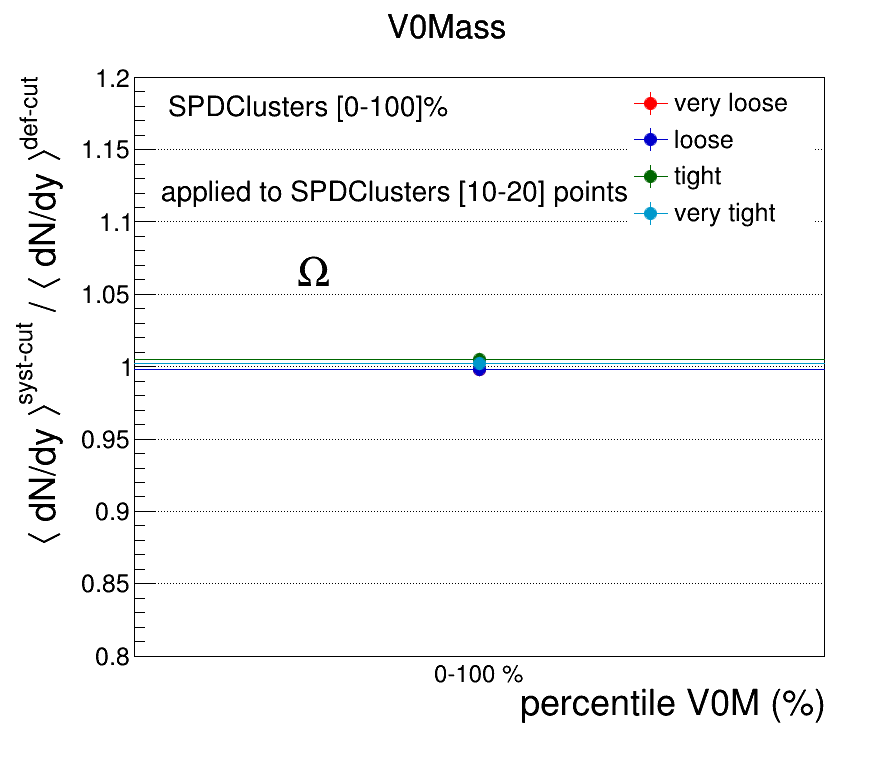 V0Mass
⟨ dN/dy ⟩^syst-cut / ⟨ dN/dy ⟩^def-cut
1.2
1.15
1.1
1.05
1
0.95
0.9
0.85
0.8
SPDClusters [0-100]%
applied to SPDClusters [10-20] points
Ω
very loose
loose
tight
very tight
0-100 %
percentile V0M (%)